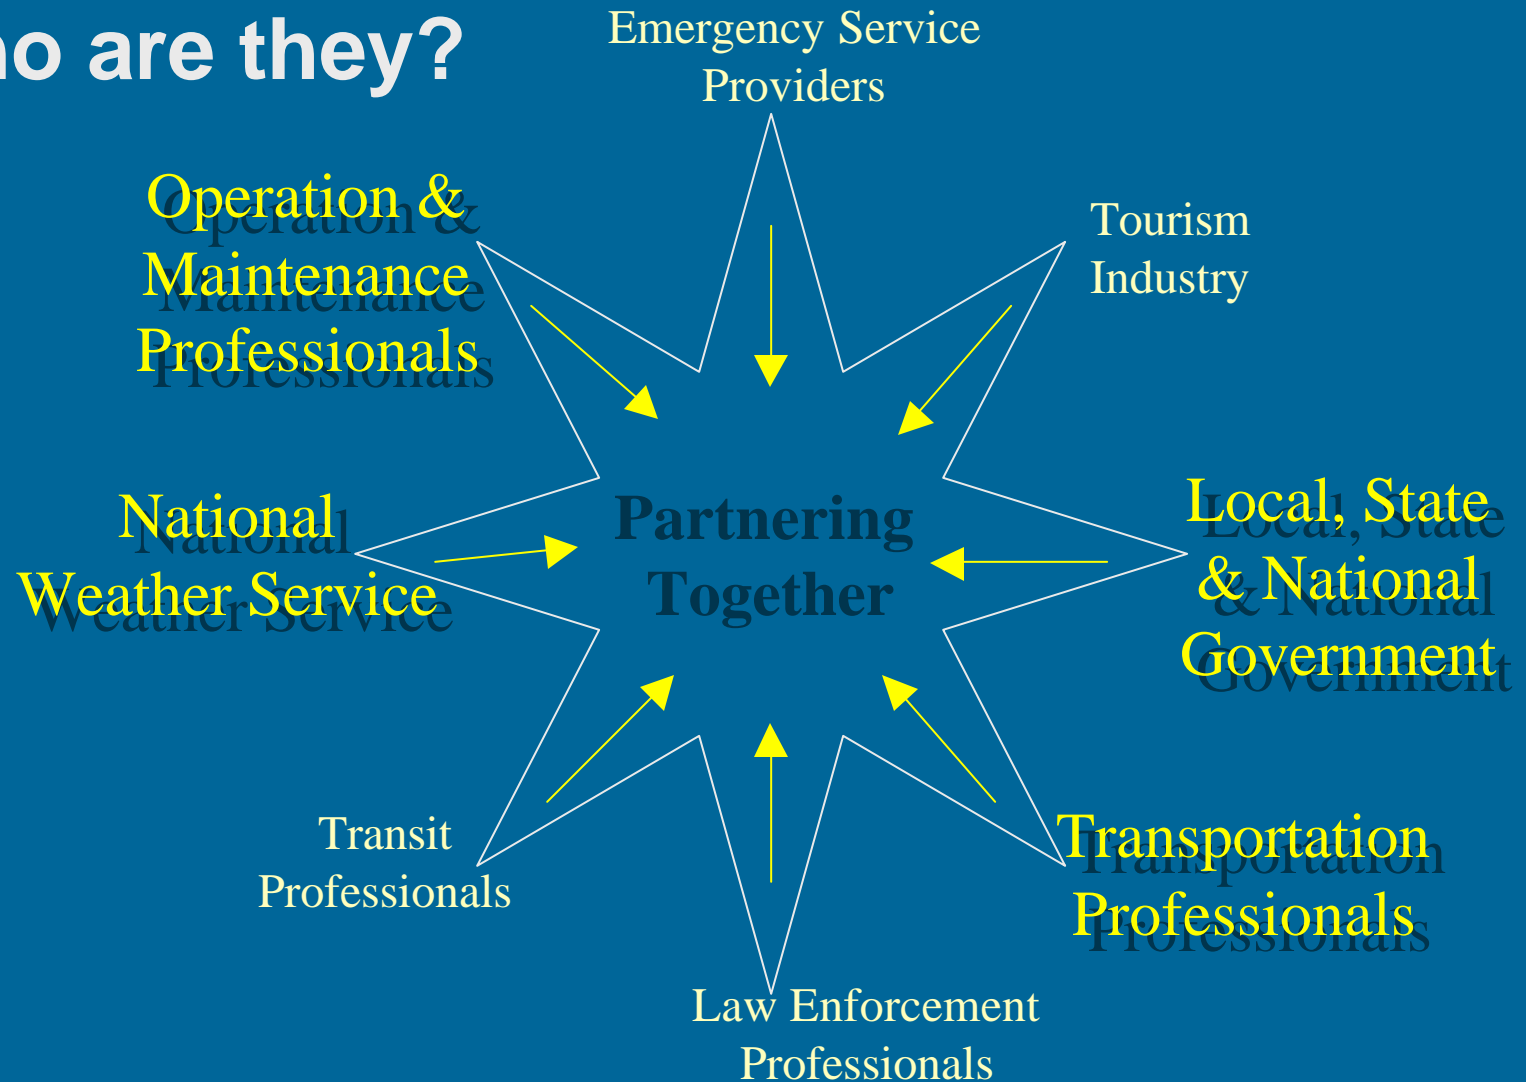 no are they?
Emergency Service
Providers
Operation &
Maintenance
Professionals
Tourism
Industry
National
Weather Service
Partnering
Together
Local, State
& National
Government
Transit
Professionals
Transportation
Professionals
Law Enforcement
Professionals